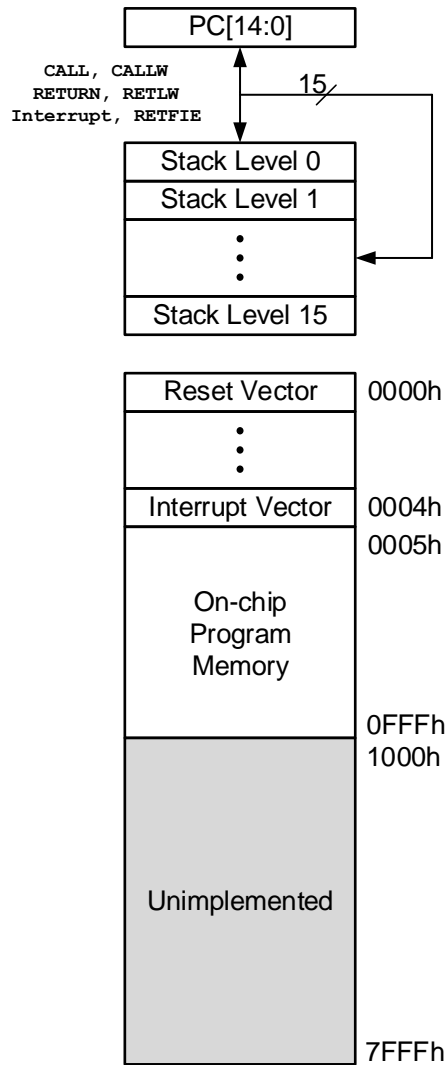 PC[14:0]
CALL, CALLW
RETURN, RETLW
Interrupt, RETFIE
15
Stack Level 0
Stack Level 1
Stack Level 15
Reset Vector
0000h
Interrupt Vector
0004h
0005h
On-chip
Program
Memory
0FFFh
1000h
Unimplemented
7FFFh